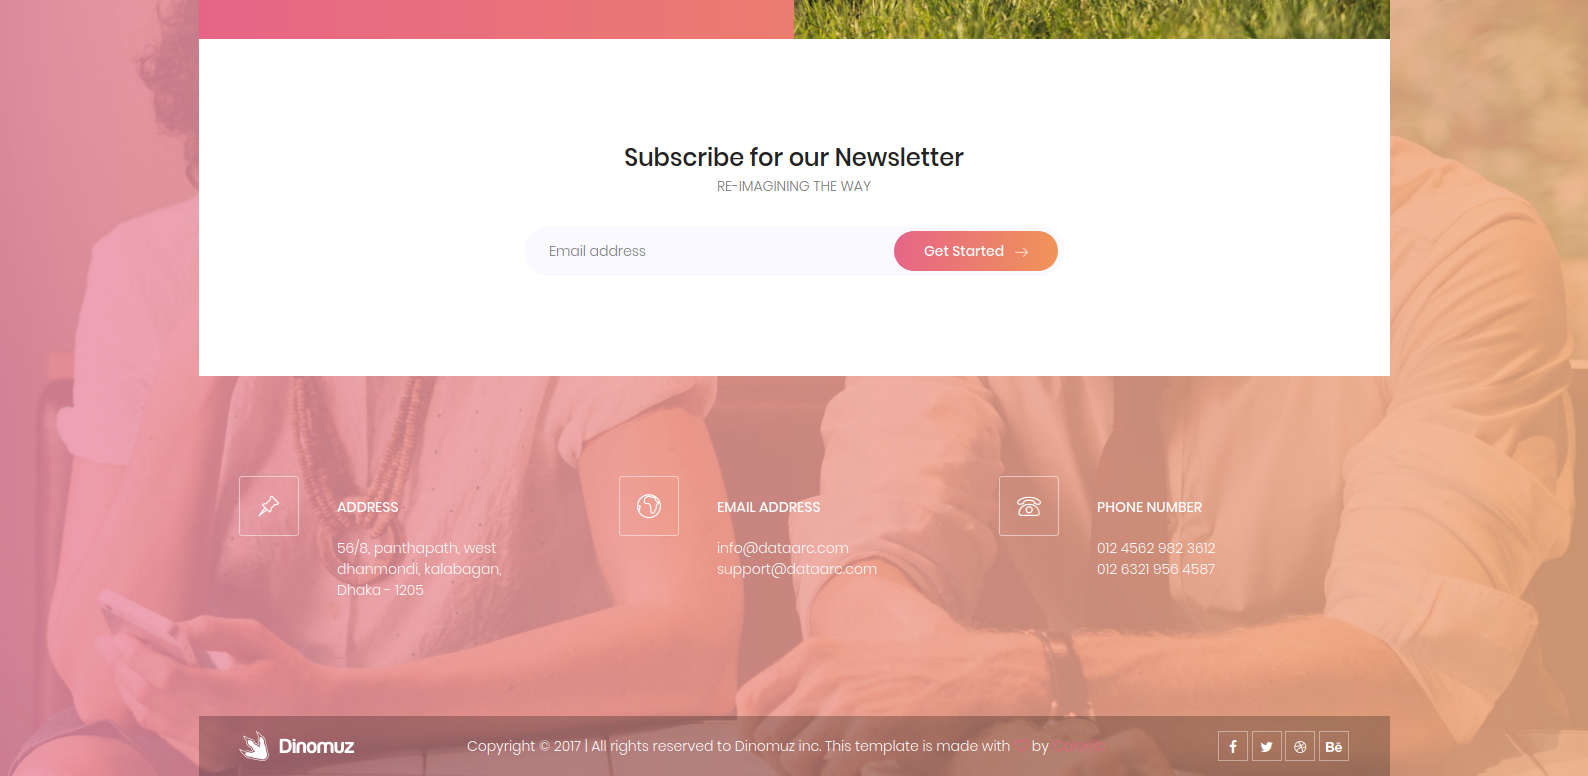 Subscribe for our Newsletter
RE-IMAGINING THE WAY
Email address
Get Started
ADDRESS
56/8, panthapath, west
dhanmondi, kalabagan,
Dhaka - 1205
EMAIL ADDRESS
info@dataarc.com
support@dataarc.com
PHONE NUMBER
012 4562 982 3612
012 6321 956 4587
Dinomuz
Copyright © 2017 | All rights reserved to Dinomuz inc. This template is made with ♡ by Colorlib
Bē